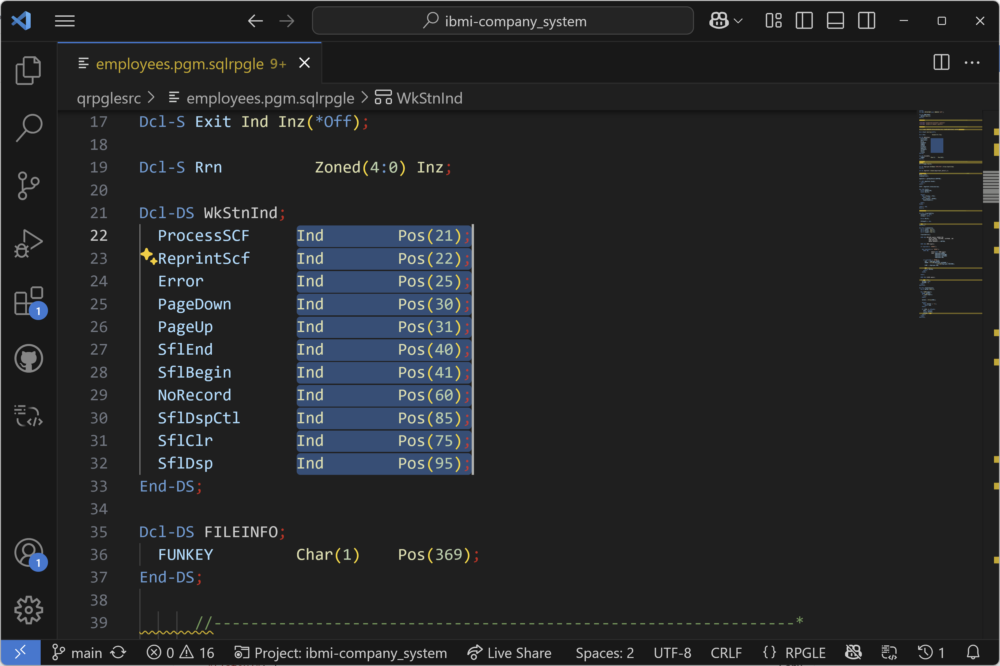 ibmi-company_system
employees.pgm.sqlrpgle 9+
qrpglesrc > employees.pgm.sqlrpgle > WkStnInd
17 Dcl-S Exit Ind Inz(*Off);
18
19 Dcl-S Rrn Zoned(4:0) Inz;
20
21 Dcl-DS WkStnInd;
22 ProcessSCF Ind Pos(21);
23 ReprintScf Ind Pos(22);
24 Error Ind Pos(25);
25 PageDown Ind Pos(30);
26 PageUp Ind Pos(31);
27 SflEnd Ind Pos(40);
28 SflBegin Ind Pos(41);
29 NoRecord Ind Pos(60);
30 SflDspCtl Ind Pos(85);
31 SflClr Ind Pos(75);
32 SflDsp Ind Pos(95);
33 End-DS;
34
35 Dcl-DS FILEINFO;
36 FUNKEY Char(1) Pos(369);
37 End-DS;
38
39 //---------------------------------------------------------------*
1
1
main 0 16 Project: ibmi-company_system Live Share Spaces: 2 UTF-8 CRLF {} RPGLE 1